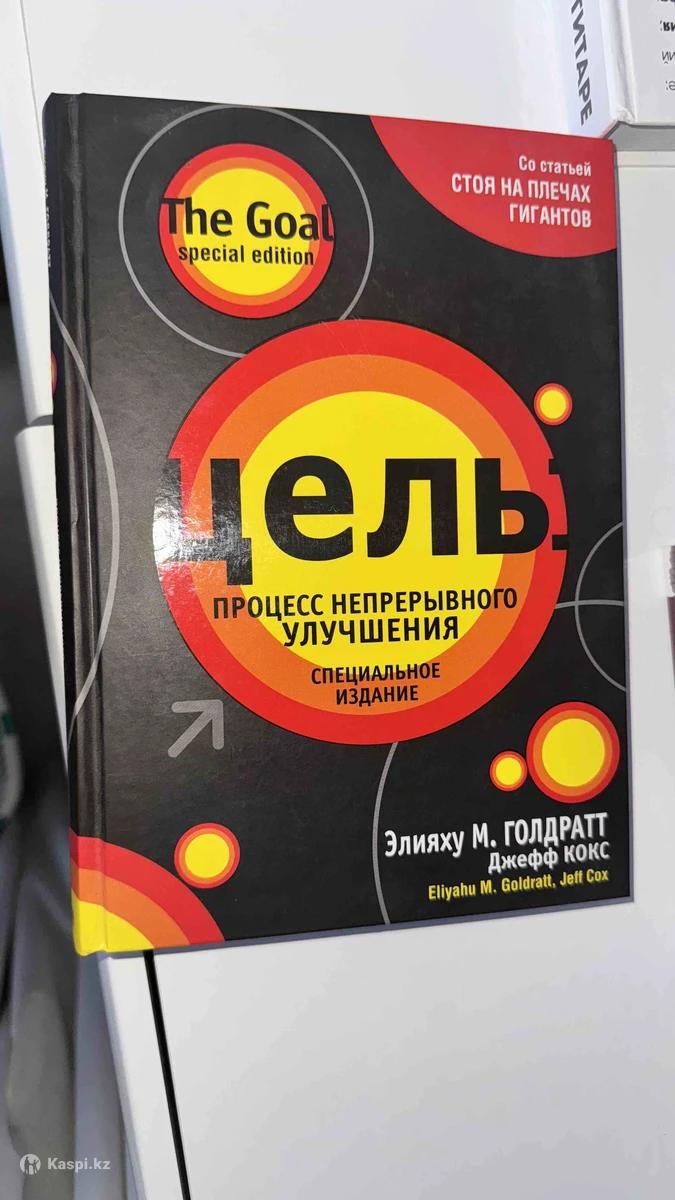 Со статьей
СТОЯ НА ПЛЕЧАХ
ГИГАНТОВ
The Goal
special edition
цель
ПРОЦЕСС НЕПРЕРЫВНОГО
УЛУЧШЕНИЯ
СПЕЦИАЛЬНОЕ
ИЗДАНИЕ
Элияху М. ГОЛДРАТТ
Джефф КОКС
Eliyahu M. Goldratt, Jeff Cox
Kaspi.kz